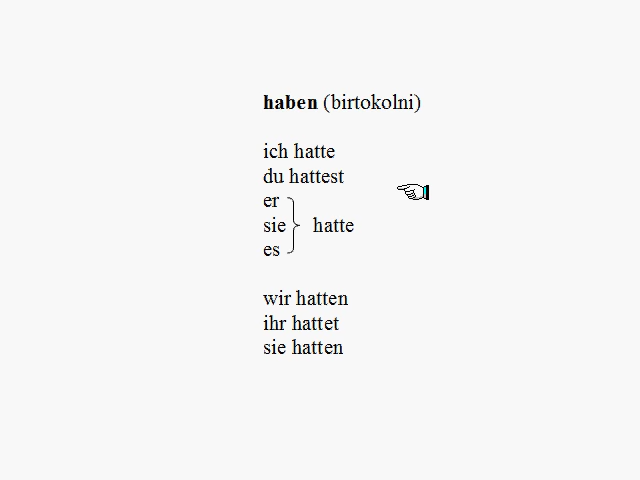 haben (birtokolni)
ich hatte
du hattest
er
sie hatte
es
wir hatten
ihr hattet
sie hatten